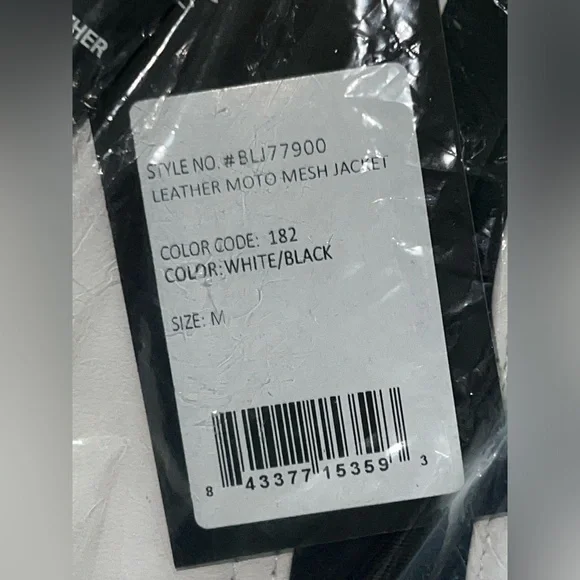 STYLE NO. #BLJ77900
LEATHER MOTO MESH JACKET
COLOR CODE: 182
COLOR:WHITE/BLACK
SIZE: M
8 43377 15359 3